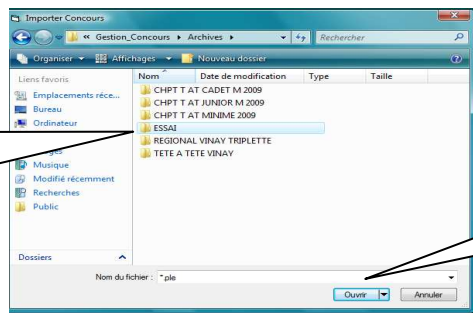 Importer Concours
« Gestion_Concours ▸ Archives ▸
Rechercher
Organiser Affichages Nouveau dossier
Liens favoris
Emplacements réce...
Bureau
Ordinateur
Musique
Modifié récemment
Recherches
Public
Dossiers
Nom Date de modification Type Taille
CHPT T AT CADET M 2009
CHPT T AT JUNIOR M 2009
CHPT T AT MINIME 2009
ESSAI
REGIONAL VINAY TRIPLETTE
TETE A TETE VINAY
Nom du fichier : *.ple
Ouvrir Annuler